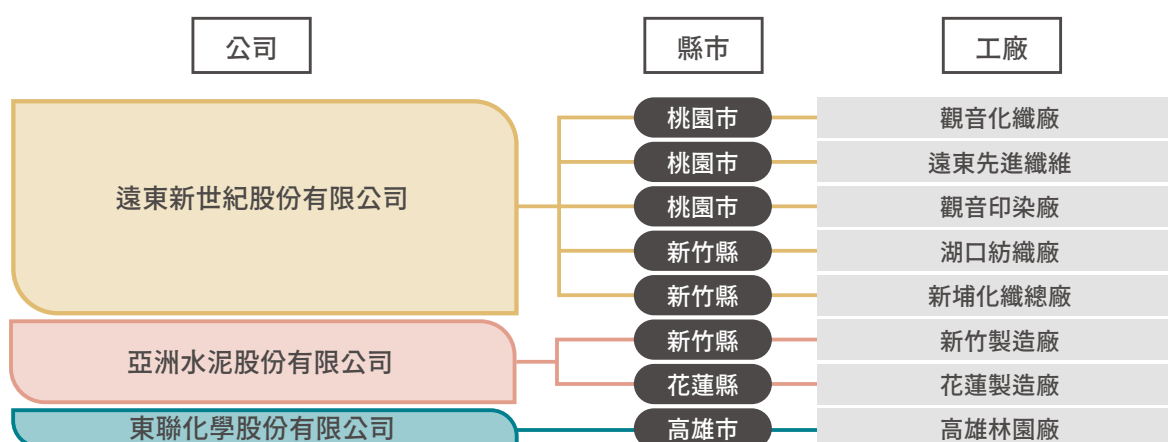 公司 縣市 工廠
遠東新世紀股份有限公司
桃園市 觀音化纖廠
桃園市 遠東先進纖維
桃園市 觀音印染廠
新竹縣 湖口紡織廠
新竹縣 新埔化纖總廠
亞洲水泥股份有限公司
新竹縣 新竹製造廠
花蓮縣 花蓮製造廠
東聯化學股份有限公司 高雄市 高雄林園廠